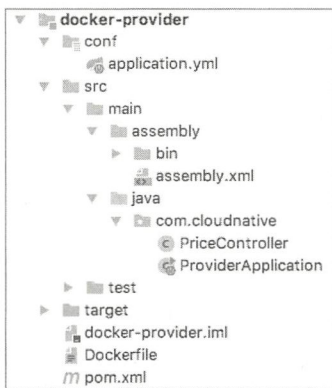 docker-provider
conf
application.yml
src
main
assembly
bin
assembly.xml
java
com.cloudnative
PriceController
ProviderApplication
test
target
docker-provider.iml
Dockerfile
pom.xml